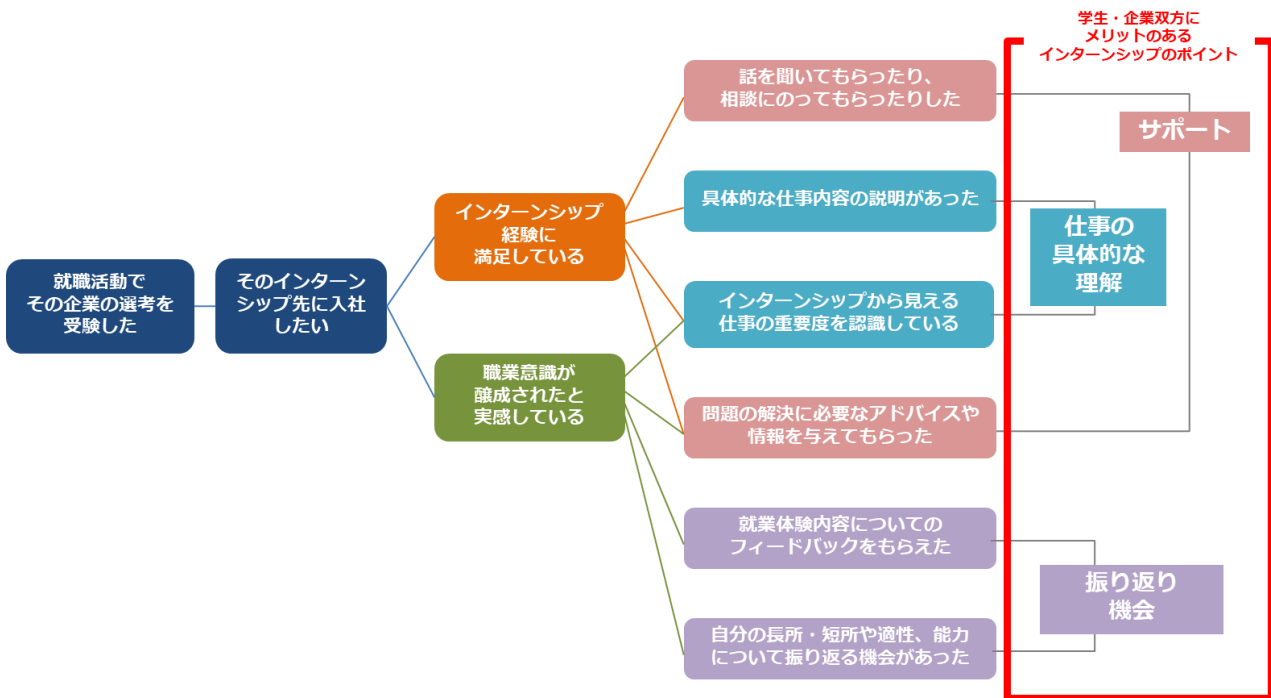 学生・企業双方に
メリットのある
インターンシップのポイント
話を聞いてもらったり、
相談にのってもらったりした
サポート
具体的な仕事内容の説明があった
インターンシップ
経験に
満足している
仕事の
具体的な
理解
就職活動で
その企業の選考を
受験した
そのインターン
シップ先に入社
したい
インターンシップから見える
仕事の重要度を認識している
職業意識が
醸成されたと
実感している
問題の解決に必要なアドバイスや
情報を与えてもらった
就業体験内容についての
フィードバックをもらえた
振り返り
機会
自分の長所・短所や適性、能力
について振り返る機会があった